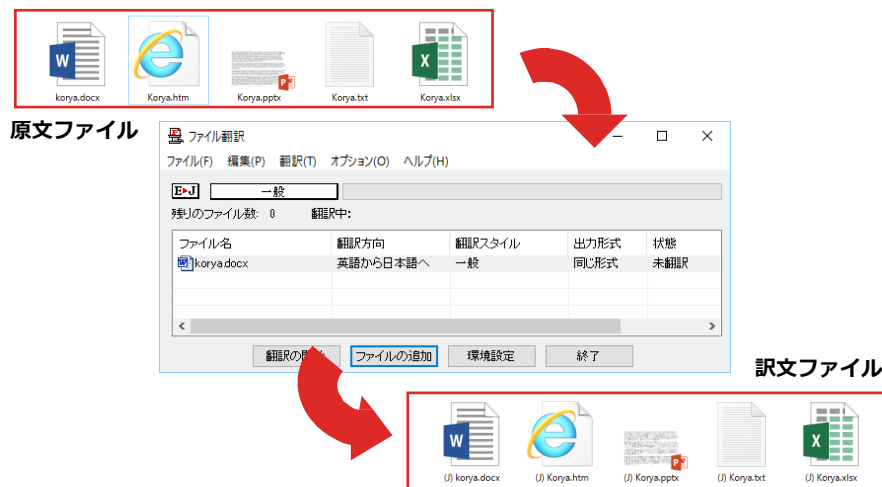 korya.docx Korya.htm Korya.pptx Korya.txt Korya.xlsx
原文ファイル
ファイル翻訳
ファイル(F) 編集(P) 翻訳(T) オプション(O) ヘルプ(H)
E▶J 一般
残りのファイル数: 0 翻訳中:
ファイル名 翻訳方向 翻訳スタイル 出力形式 状態
korya.docx 英語から日本語へ 一般 同じ形式 未翻訳
翻訳の ファイルの追加 環境設定 終了
訳文ファイル
(J) korya.docx (J) Korya.htm (J) Korya.pptx (J) Korya.txt (J) Korya.xlsx